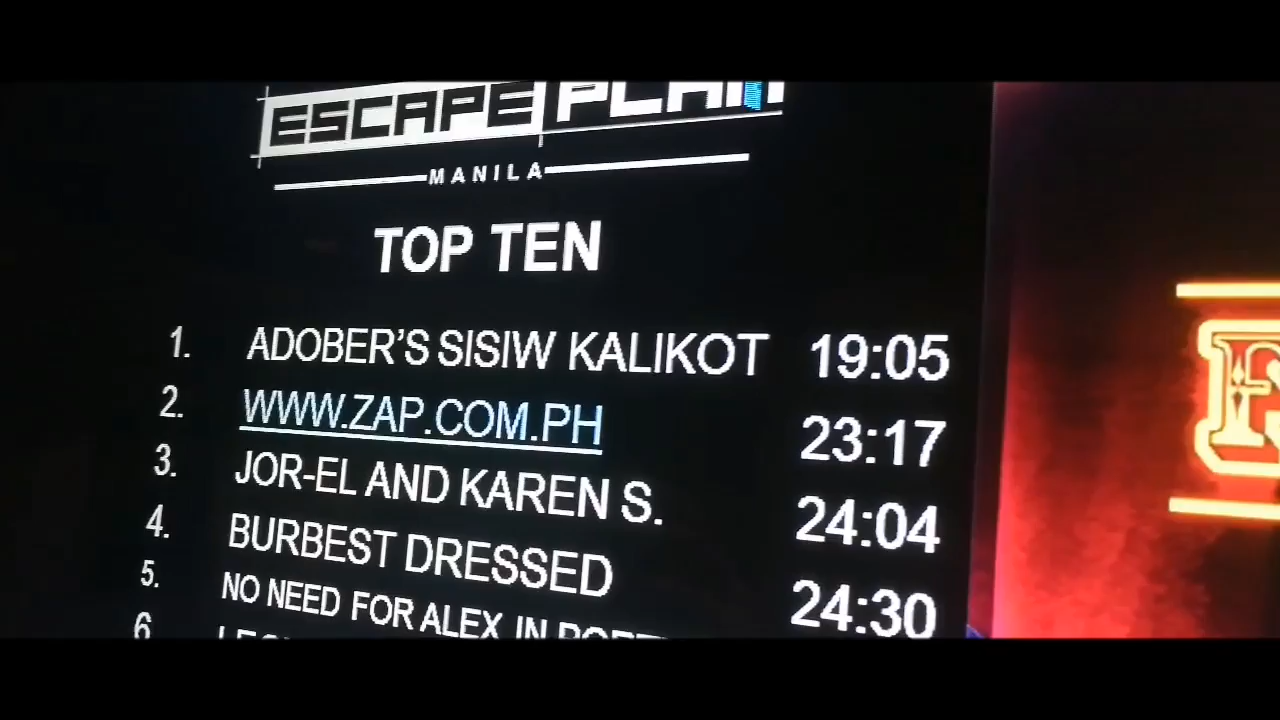 ESCAPE PLAN
MANILA
TOP TEN
1. ADOBER'S SISIW KALIKOT 19:05
2. WWW.ZAP.COM.PH 23:17
3. JOR-EL AND KAREN S. 24:04
4. BURBEST DRESSED 24:30
5. NO NEED FOR ALEX IN
6